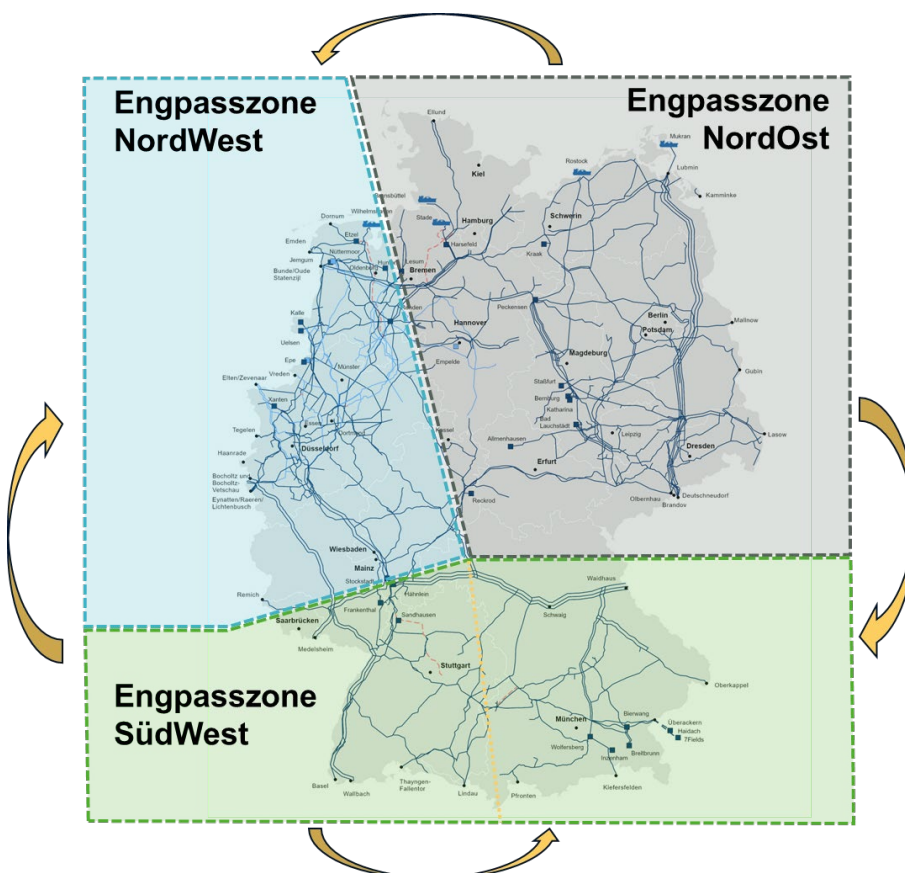 Engpasszone
NordWest
Engpasszone
NordOst
Ellund
Kiel
Mukran
Rostock
Lubmin
Kamminke
Dornum
Stade
Hamburg
Schwerin
Etzel
Harsefeld
Kraak
Emden
Nüttermoor
Jemgum
Oldenburg
Lesum
Bremen
Bunde/Oude
Statenzijl
Peckensen
Kalle
Hannover
Berlin
Mallnow
Potsdam
Uelsen
Empelde
Magdeburg
Epe
Vreden
Münster
Gubin
Elten/Zevenaar
Staßfurt
Bernburg
Xanten
Katharina
Bad
Lauchstädt
Essen
Dortmund
Tegelen
Kassel
Allmenhausen
Leipzig
Lasow
Düsseldorf
Dresden
Haanrade
Erfurt
Bocholtz und
Bocholtz-
Vetschau
Eynatten/Raeren/
Lichtenbusch
Reckrod
Olbernhau
Deutschneudorf
Brandov
Wiesbaden
Mainz
Stockstadt
Waidhaus
Remich
Hähnlein
Frankenthal
Sandhausen
Schwaig
Saarbrücken
Medelsheim
Stuttgart
Oberkappel
Engpasszone
SüdWest
München
Bierwang
Überackern
Haidach
7Fields
Wolfersberg
Inzenham
Breitbrunn
Basel
Wallbach
Thayngen-
Fallentor
Lindau
Pfronten
Kiefersfelden